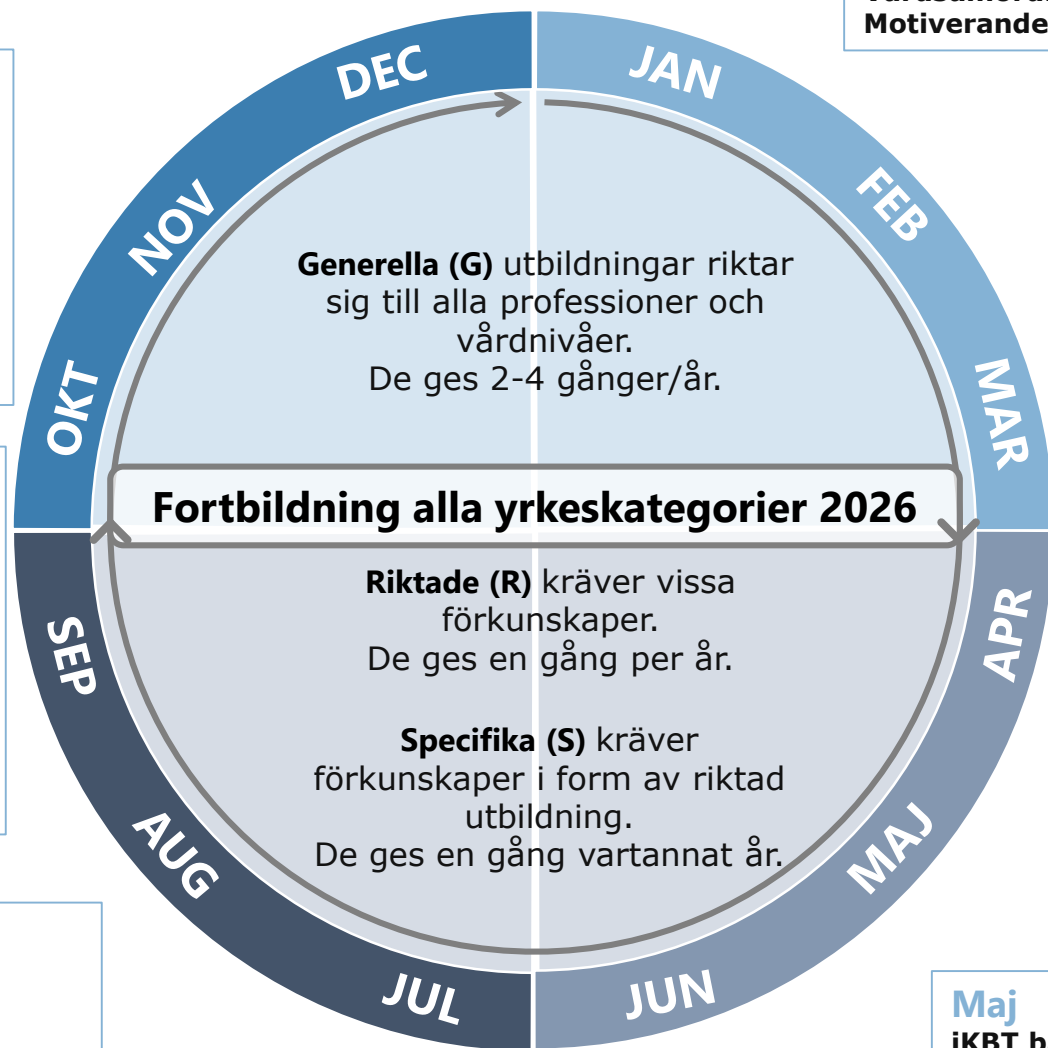 Motiverande
DEC
JAN
NOV
FEB
OKT
MAR
Generella (G) utbildningar riktar
sig till alla professioner och
vårdnivåer.
De ges 2-4 gånger/år.
Fortbildning alla yrkeskategorier 2026
Riktade (R) kräver vissa
förkunskaper.
De ges en gång per år.
Specifika (S) kräver
förkunskaper i form av riktad
utbildning.
De ges en gång vartannat år.
SEP
APR
AUG
MAJ
JUL
JUN
Maj
iKBT b